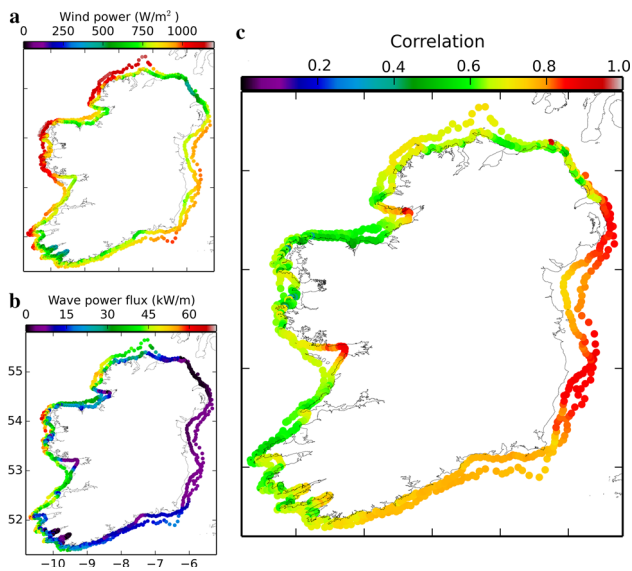 a
Wind power (W/m²)
0 250 500 750 1000
b
Wave power flux (kW/m)
0 15 30 45 60
55
54
53
52
-10 -9 -8 -7 -6
c
Correlation
0.2 0.4 0.6 0.8 1.0